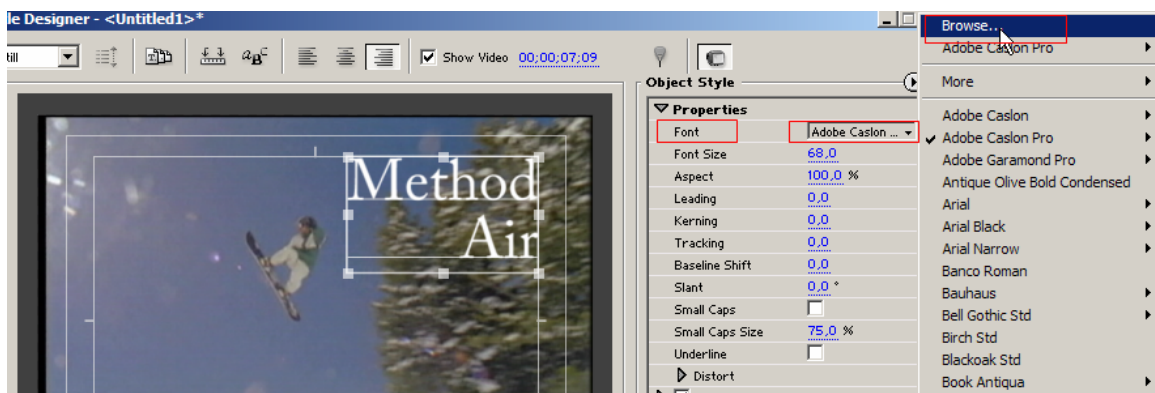 le Designer - <Untitled1>*
till
Show Video 00;00;07;09
Method
Air
Object Style
Properties
Font Adobe Caslon ...
Font Size 68,0
Aspect 100,0 %
Leading 0,0
Kerning 0,0
Tracking 0,0
Baseline Shift 0,0
Slant 0,0 °
Small Caps
Small Caps Size 75,0 %
Underline
Distort
Browse...
Adobe Caslon Pro
More
Adobe Caslon
Adobe Caslon Pro
Adobe Garamond Pro
Antique Olive Bold Condensed
Arial
Arial Black
Arial Narrow
Banco Roman
Bauhaus
Bell Gothic Std
Birch Std
Blackoak Std
Book Antiqua